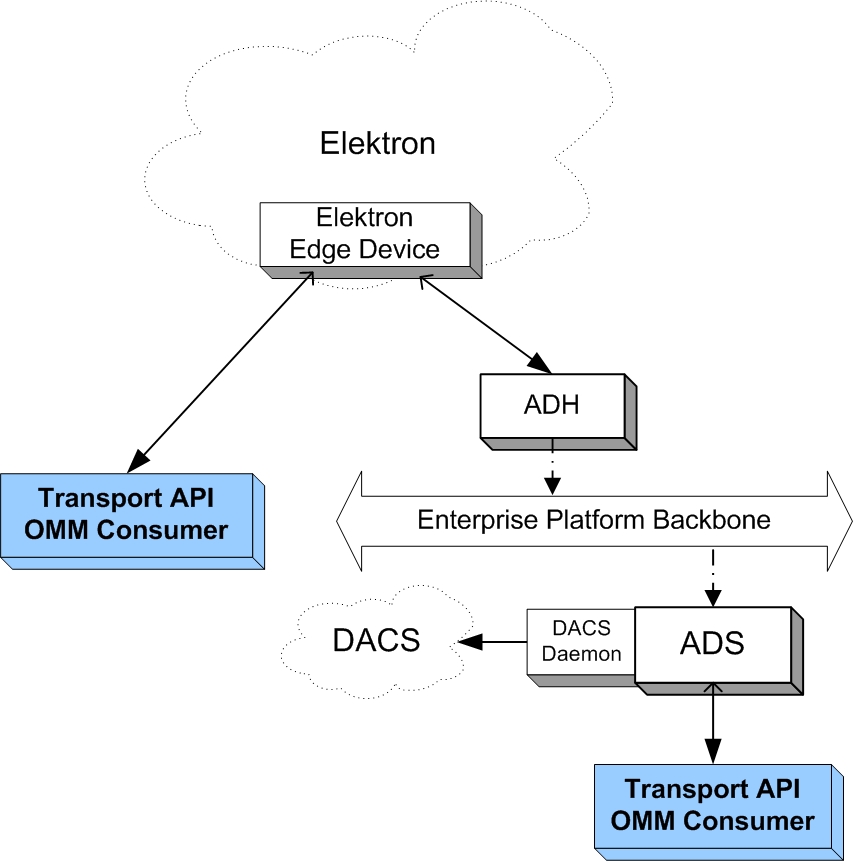 Elektron
Elektron
Edge Device
ADH
Transport API
OMM Consumer
Enterprise Platform Backbone
DACS
DACS
Daemon
ADS
Transport API
OMM Consumer